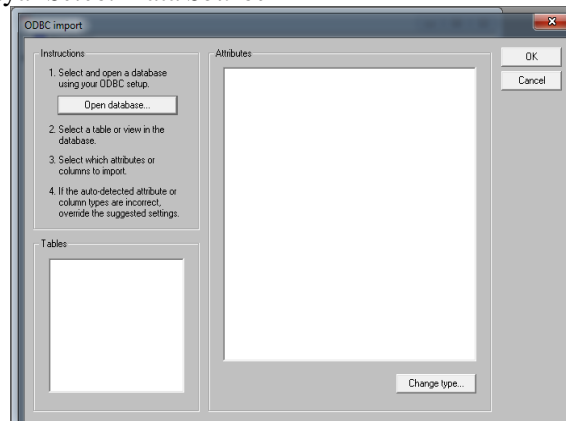 ODBC import
Instructions
1. Select and open a database
using your ODBC setup.
Open database...
2. Select a table or view in the
database.
3. Select which attributes or
columns to import.
4. If the auto-detected attribute or
column types are incorrect,
override the suggested settings.
Tables
Attributes
Change type...
OK
Cancel